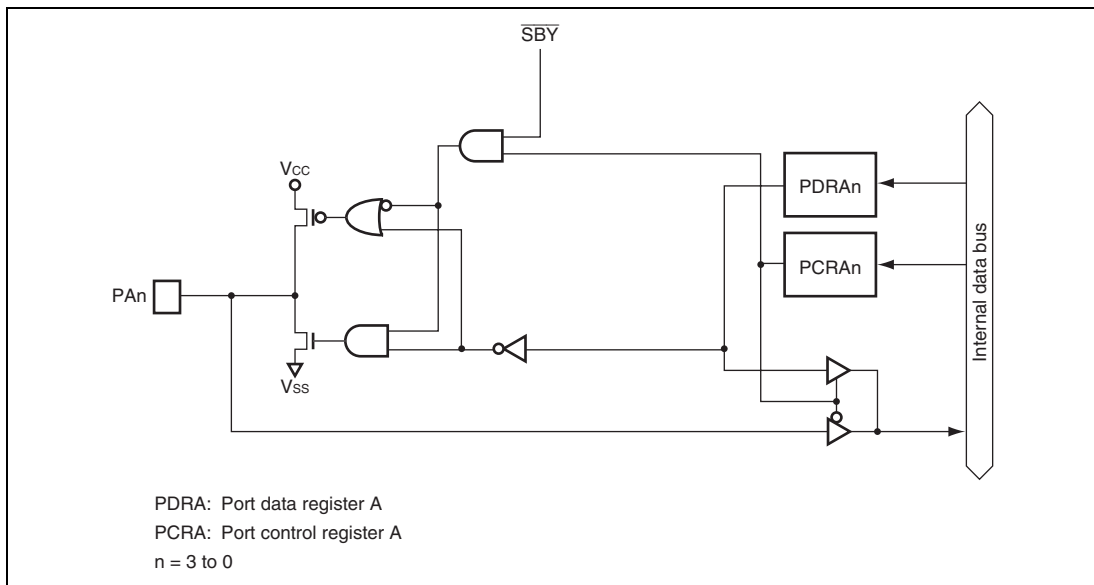 SBY
VCC
PDRAn
PCRAn
PAn
VSS
Internal data bus
PDRA: Port data register A
PCRA: Port control register A
n = 3 to 0